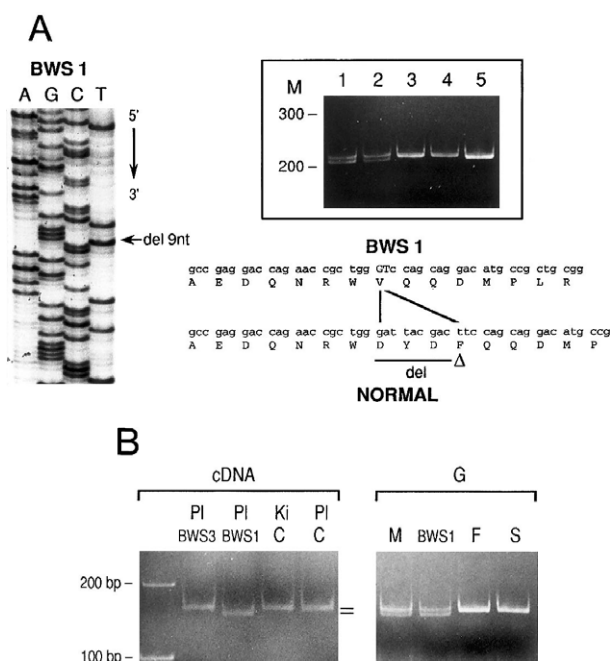 A
BWS 1
A G C T
5'
3'
del 9nt
M 1 2 3 4 5
300
200
BWS 1
gcc gag gac cag aac cgc tgg GTc cag cag gac atg ccg ctg cgg
A E D Q N R W V Q Q D M P L R
gcc gag gac cag aac cgc tgg gat tac gac ttc cag cag gac atg ccg
A E D Q N R W D Y D F Q Q D M P
del Δ
NORMAL
B
cDNA
G
Pl Pl Ki Pl
BWS3 BWS1 C C
M BWS1 F S
200 bp
100 bp